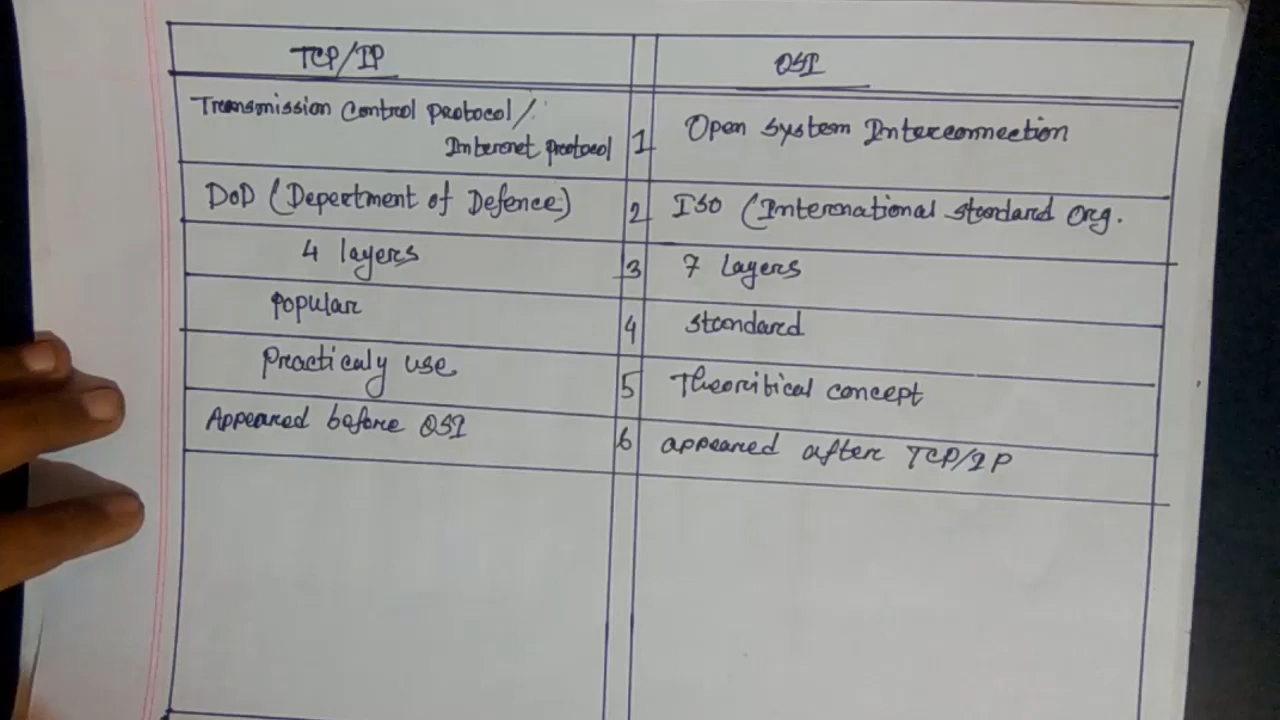 TCP/IP
OSI
Transmission Control protocol/
Internet protocol
1
Open System Interconnection
DoD (Depertment of Defence)
2
ISO (International standard Org.
4 layers
3
7 Layers
popular
4
standard
Practicaly use
5
Theoritical concept
Appeared before OSI
6
appeared after TCP/IP